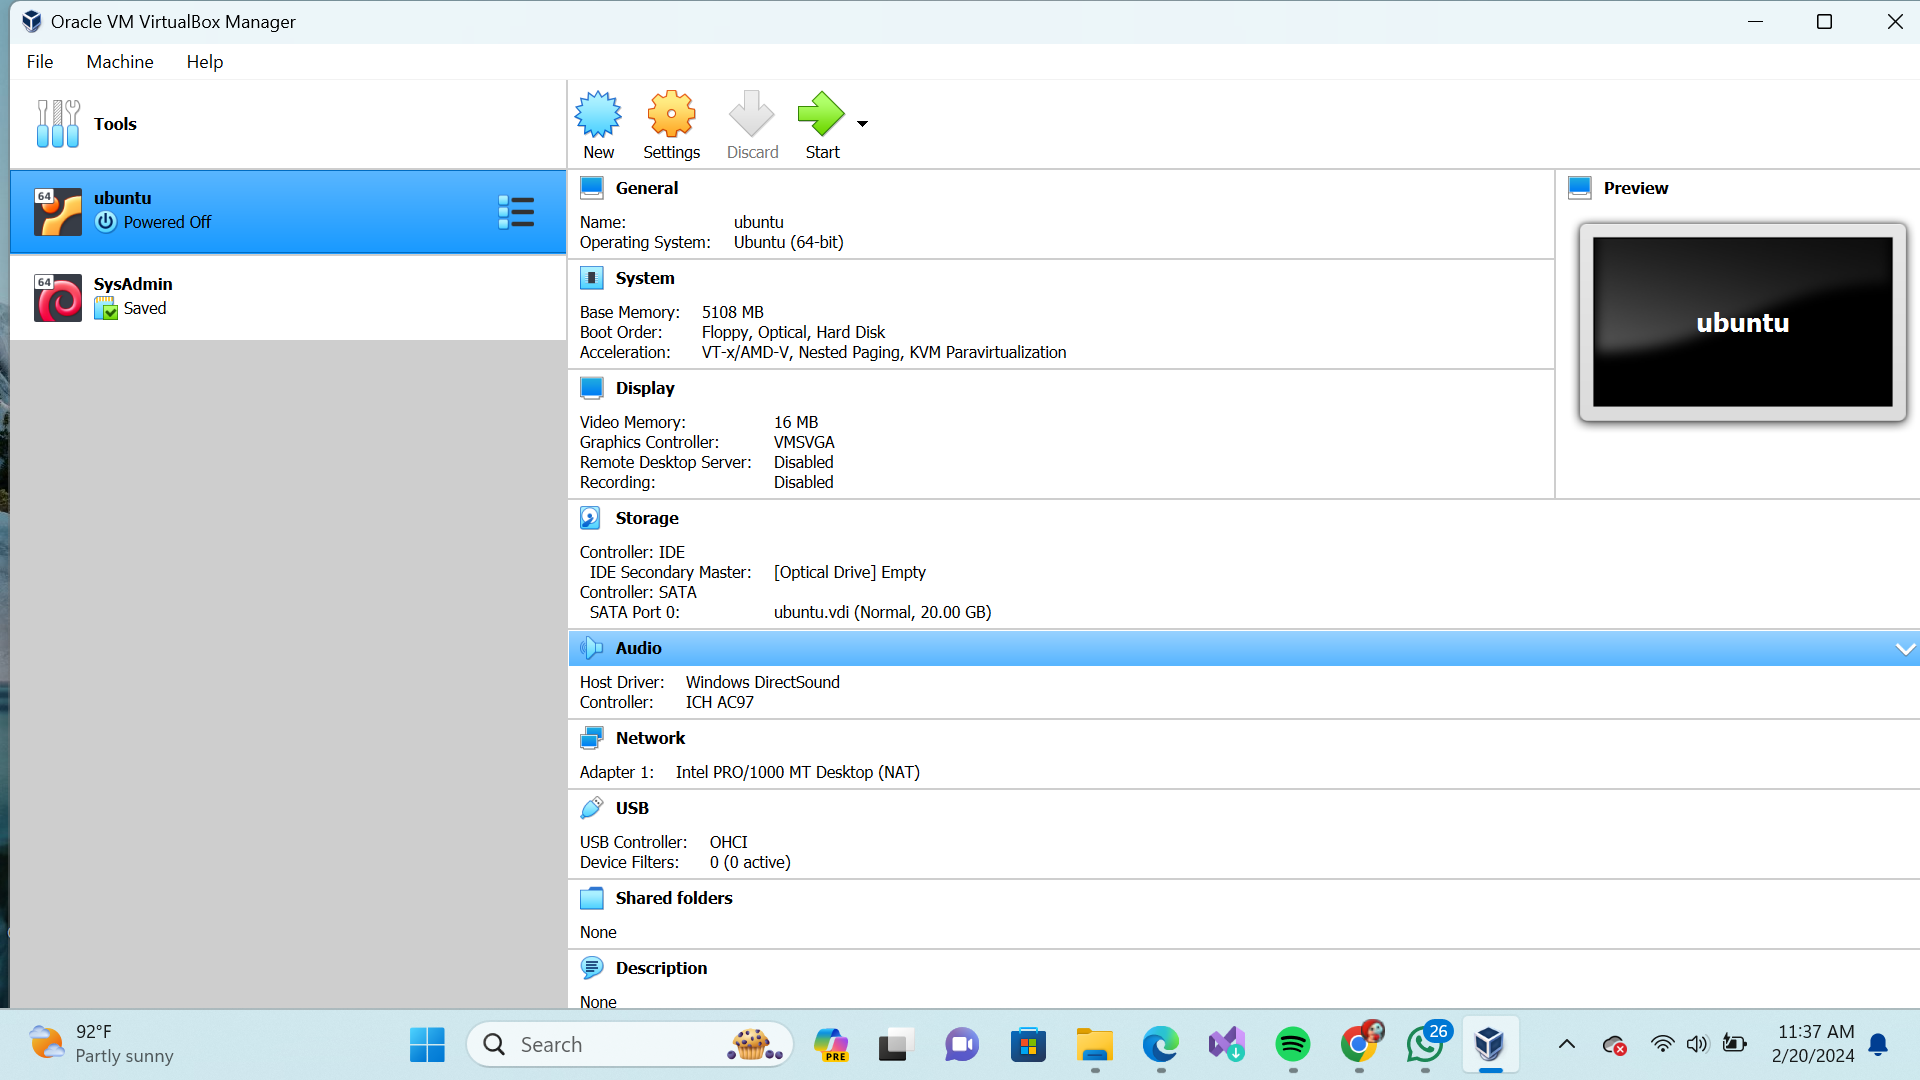 Oracle VM VirtualBox Manager
File Machine Help
Tools
New Settings Discard Start
64
ubuntu
Powered Off
64
SysAdmin
Saved
General
Name: ubuntu
Operating System: Ubuntu (64-bit)
System
Base Memory: 5108 MB
Boot Order: Floppy, Optical, Hard Disk
Acceleration: VT-x/AMD-V, Nested Paging, KVM Paravirtualization
Display
Video Memory: 16 MB
Graphics Controller: VMSVGA
Remote Desktop Server: Disabled
Recording: Disabled
Preview
ubuntu
Storage
Controller: IDE
IDE Secondary Master: [Optical Drive] Empty
Controller: SATA
SATA Port 0: ubuntu.vdi (Normal, 20.00 GB)
Audio
Host Driver: Windows DirectSound
Controller: ICH AC97
Network
Adapter 1: Intel PRO/1000 MT Desktop (NAT)
USB
USB Controller: OHCI
Device Filters: 0 (0 active)
Shared folders
None
Description
None
92°F
Partly sunny
Search
PRE
26
11:37 AM
2/20/2024